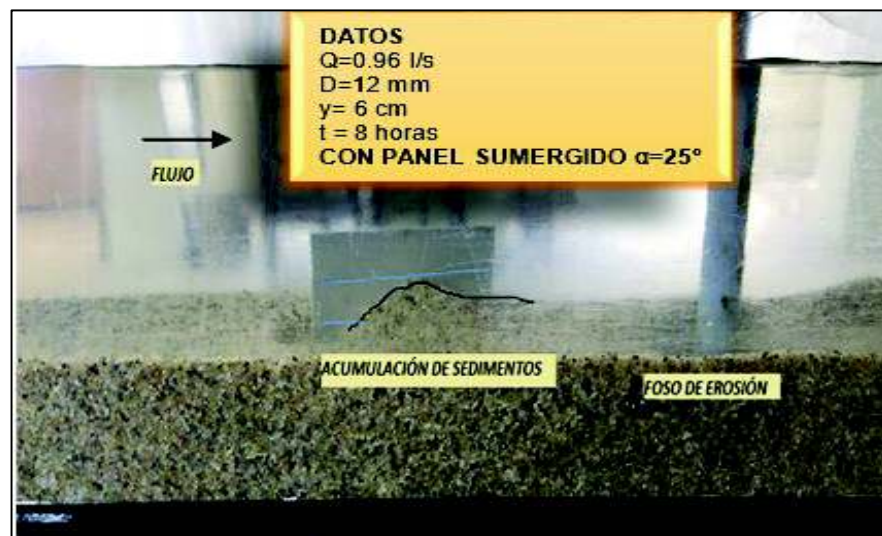 DATOS
Q=0.96 l/s
D=12 mm
y= 6 cm
t = 8 horas
CON PANEL SUMERGIDO α=25°
FLUJO
ACUMULACIÓN DE SEDIMENTOS
FOSO DE EROSIÓN